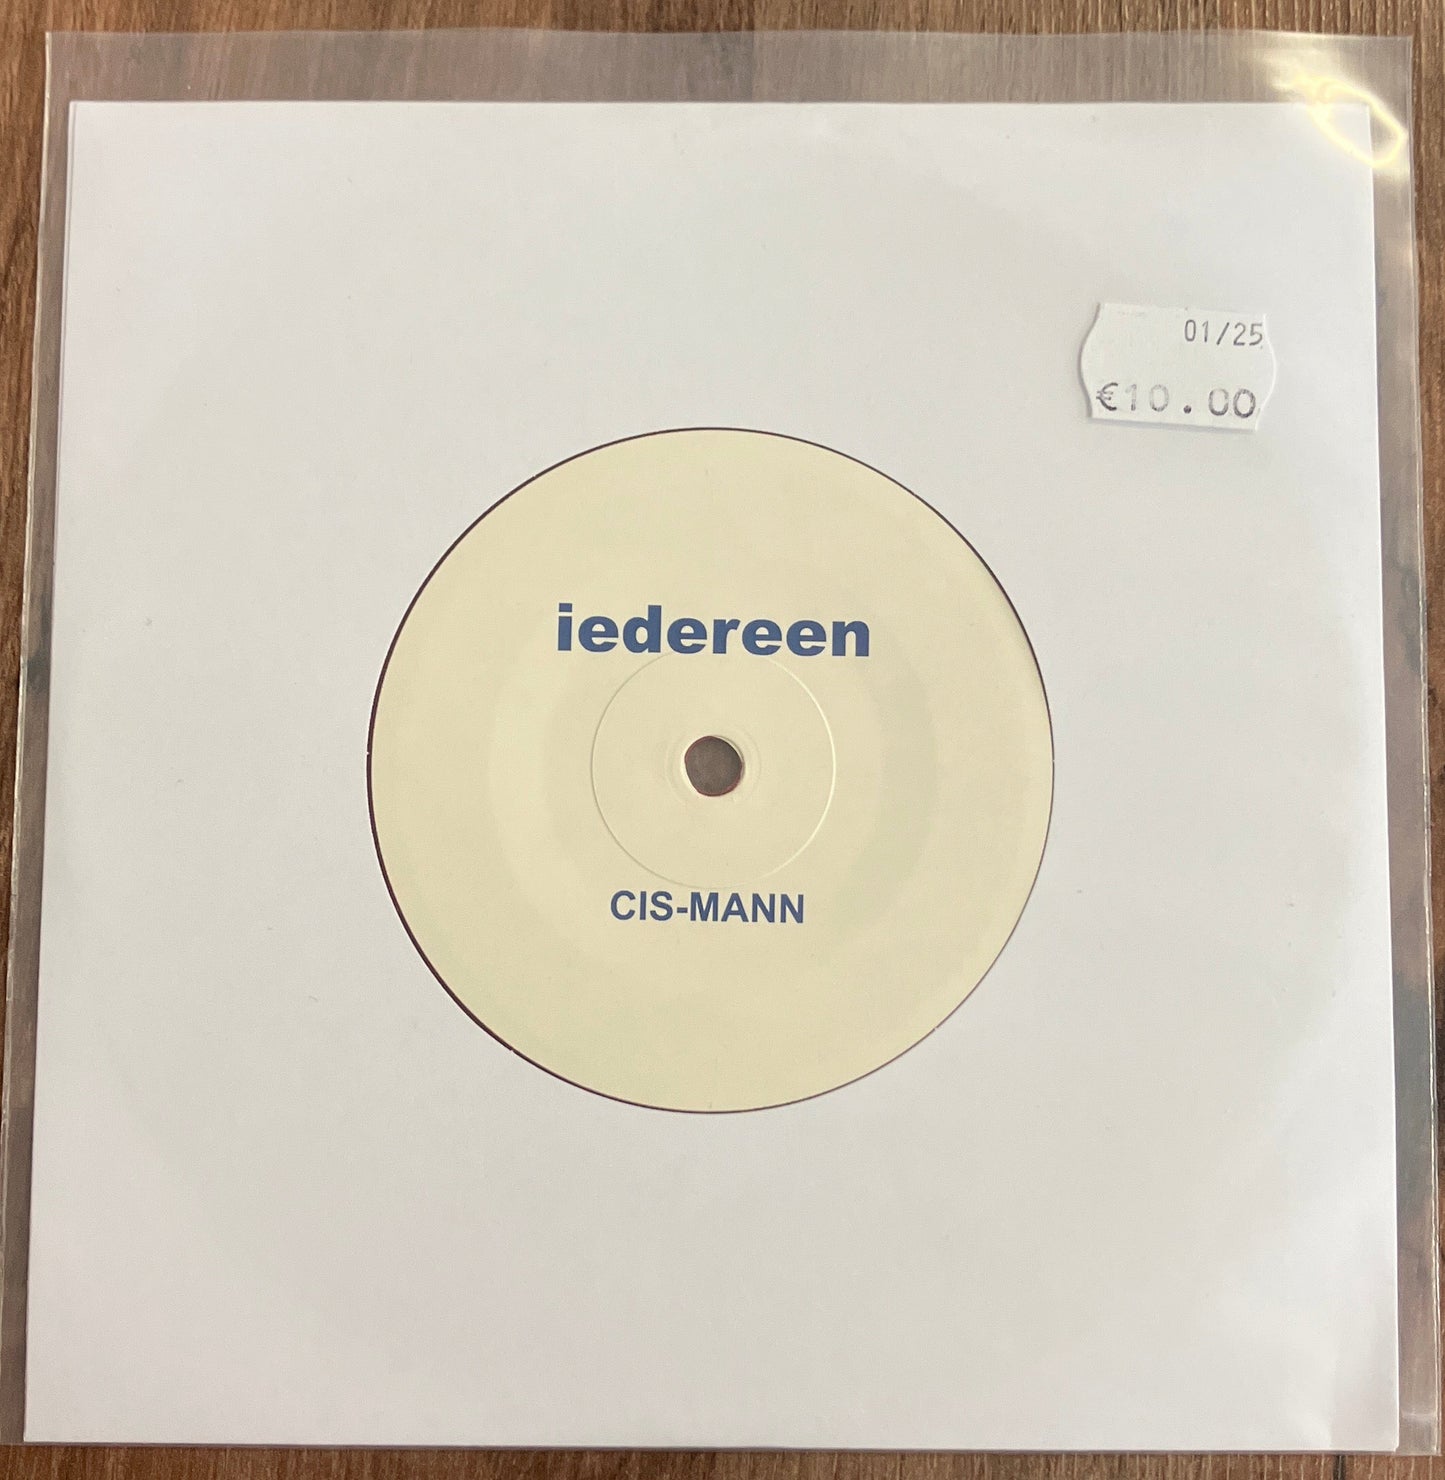 01/25
€10.00
iedereen
CIS-MANN